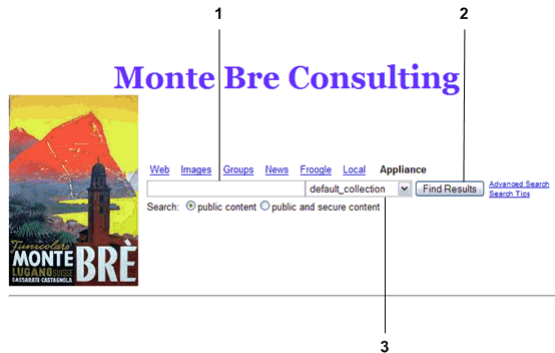 1 2
Monte Bre Consulting
Web Images Groups News Froogle Local Appliance
default_collection Find Results Advanced Search
Search Tips
Search: public content public and secure content
Funicolare
MONTE BRÈ
LUGANO SUISSE
CASSARATE-CASTAGNOLA
3